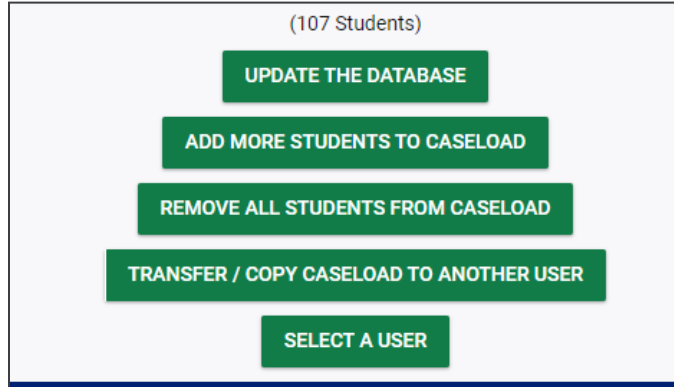 (107 Students)
UPDATE THE DATABASE
ADD MORE STUDENTS TO CASELOAD
REMOVE ALL STUDENTS FROM CASELOAD
TRANSFER / COPY CASELOAD TO ANOTHER USER
SELECT A USER